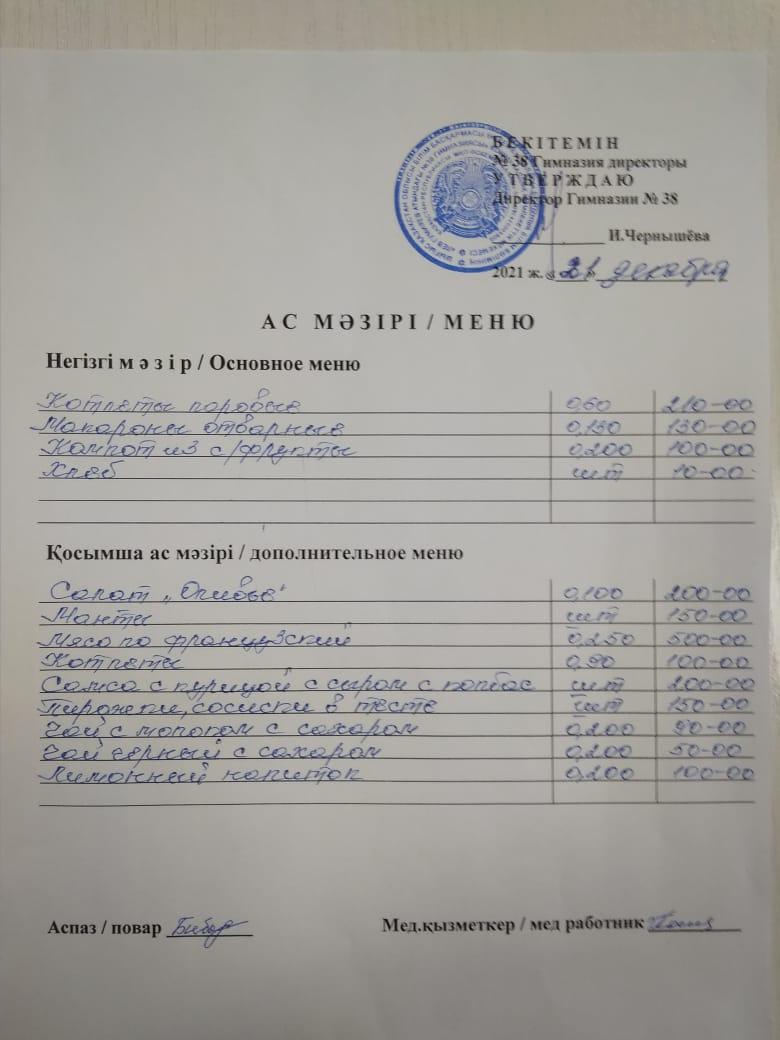 БЕКІТЕМІН
№ 38 Гимназия директоры
УТВЕРЖДАЮ
Директор Гимназии № 38
И.Чернышёва
2021 ж. « 21 » декабря
АС МӘЗІРІ / МЕНЮ
Негізгі мәзір / Основное меню
Котлеты паровые 0,60 210-00
Макароны отварные 0,130 130-00
Компот из с/фрукты 0,200 100-00
Хлеб шт 10-00
Қосымша ас мәзірі / дополнительное меню
Салат „Оливье" 0,100 200-00
Манты шт 150-00
Мясо по французский 0,250 500-00
Котлеты 0,90 100-00
Самса с курицой с сыром с колбас шт 200-00
Пирожки, сосиски в тесте шт 150-00
Чай с молоком с сахаром 0,200 90-00
Чай черный с сахаром 0,200 50-00
Лимонный напиток 0,200 100-00
Аспаз / повар
Мед.қызметкер / мед работник